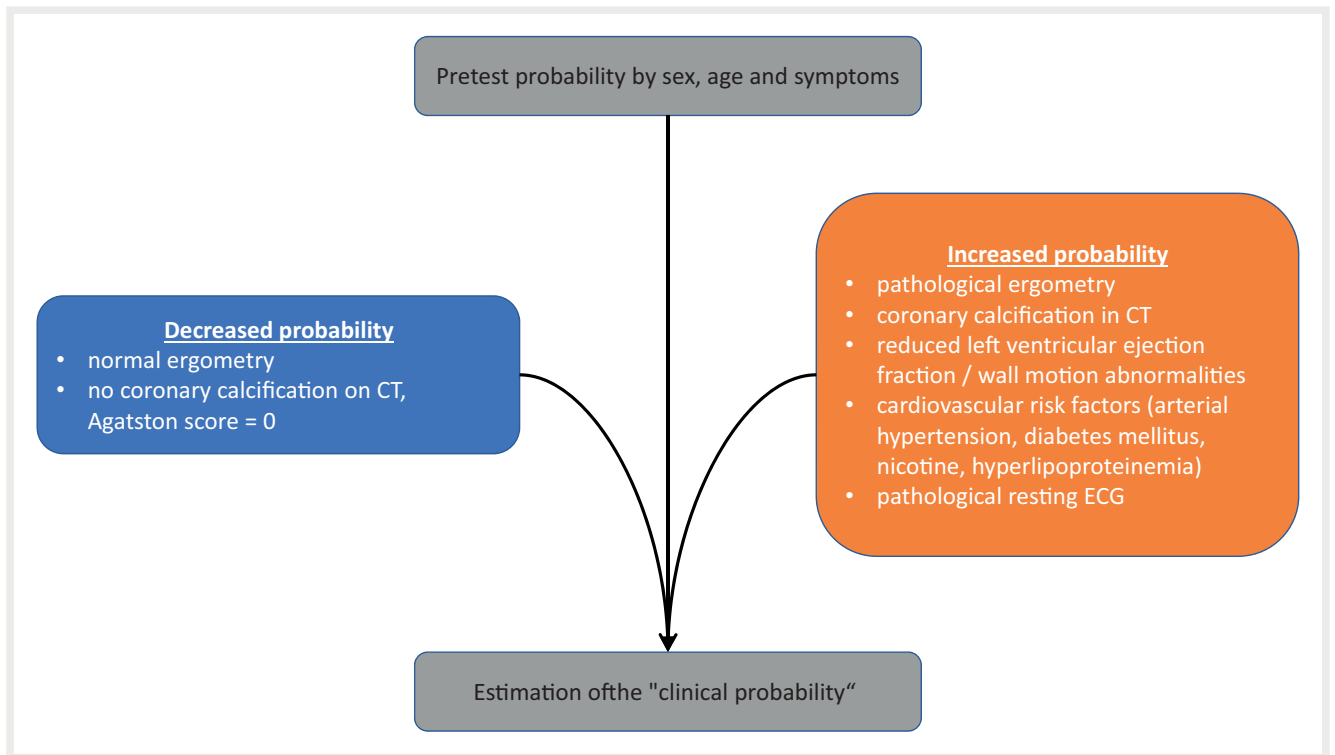 Pretest probability by sex, age and symptoms
Decreased probability
• normal ergometry
• no coronary calcification on CT,
Agatston score = 0
Increased probability
• pathological ergometry
• coronary calcification in CT
• reduced left ventricular ejection
fraction / wall motion abnormalities
• cardiovascular risk factors (arterial
hypertension, diabetes mellitus,
nicotine, hyperlipoproteinemia)
• pathological resting ECG
Estimation ofthe "clinical probability“